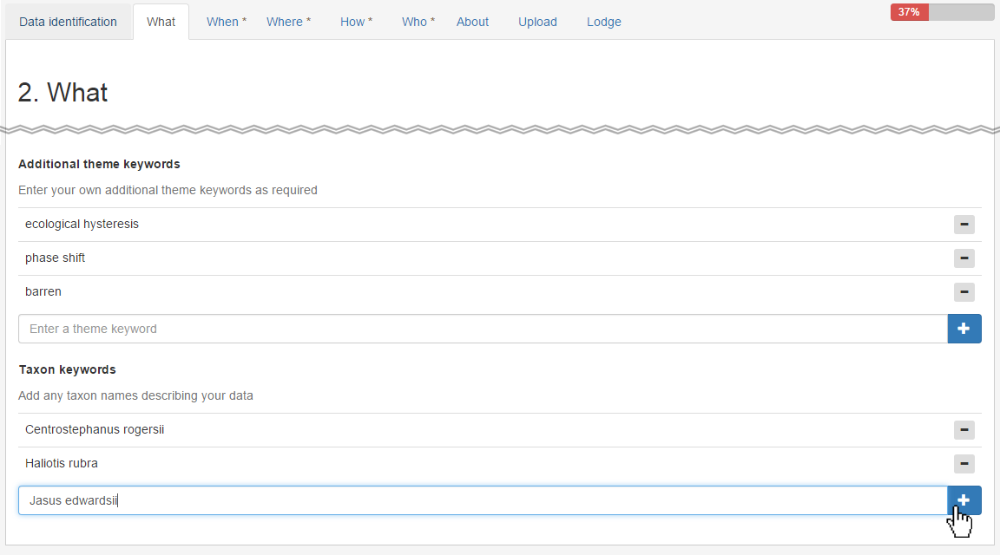 Data identification What When * Where * How * Who * About Upload Lodge 37%
2. What
Additional theme keywords
Enter your own additional theme keywords as required
ecological hysteresis
phase shift
barren
Enter a theme keyword
Taxon keywords
Add any taxon names describing your data
Centrostephanus rogersii
Haliotis rubra
Jasus edwardsii